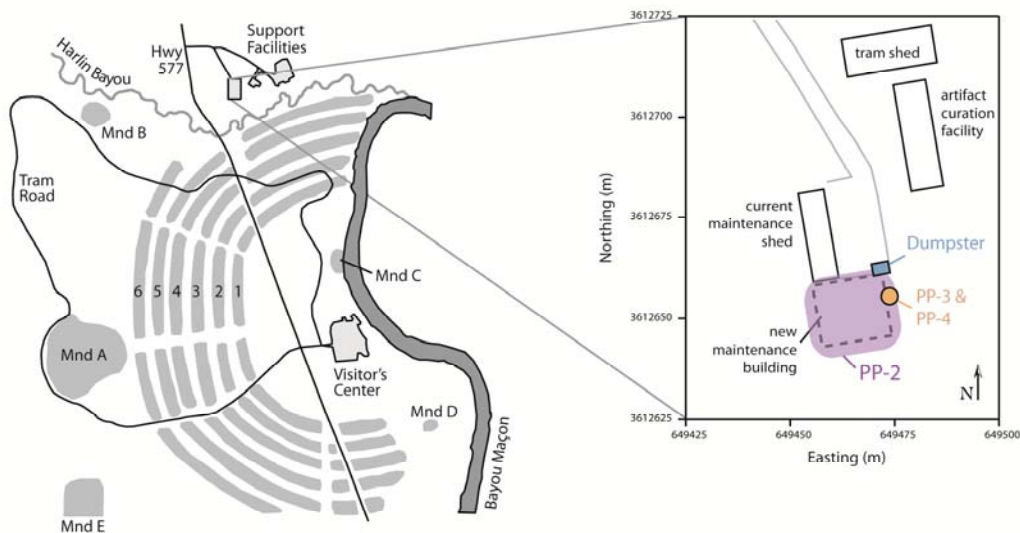 Harlin Bayou
Hwy
577
Support
Facilities
Mnd B
Tram
Road
6 5 4 3 2 1
Mnd C
Mnd A
Visitor's
Center
Mnd D
Bayou Maçon
Mnd E
3612725
3612700
3612675
3612650
3612625
Northing (m)
tram shed
artifact
curation
facility
current
maintenance
shed
Dumpster
PP-3 &
PP-4
new
maintenance
building
PP-2
N
649425 649450 649475 649500
Easting (m)